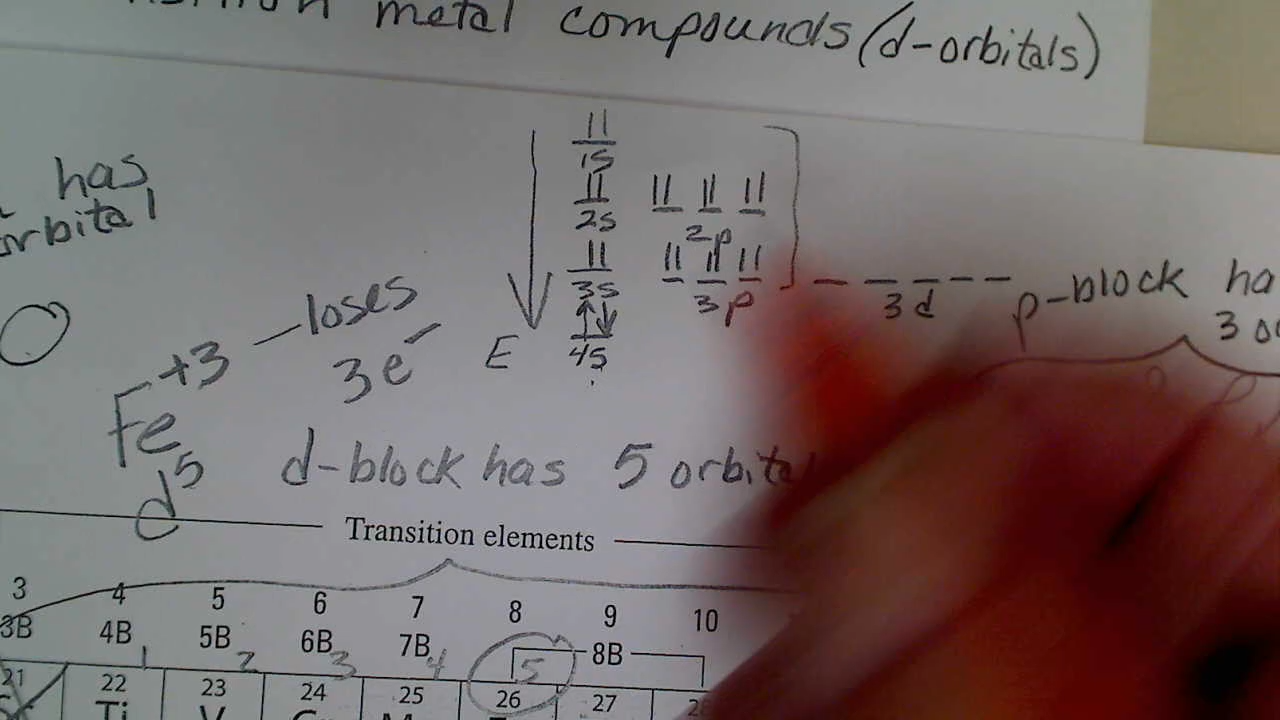 metal compounds (d-orbitals)
has
orbital
1s
2s 2p
3s 3p 3d
4s
E
p-block
3
Fe+3 - loses
3e-
d5
d-block has 5
Transition elements
3 4 5 6 7 8 9 10
3B 4B 5B 6B 7B 8B
1 2 3 4 5
21 22 23 24 25 26 27
Ti V